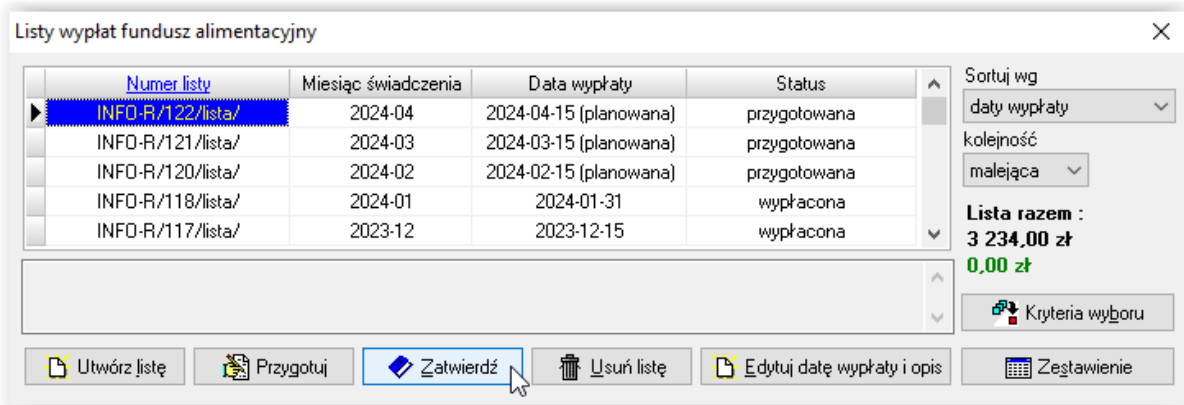 Listy wypłat fundusz alimentacyjny
Numer listy Miesiąc świadczenia Data wypłaty Status
INFO-R/122/lista/ 2024-04 2024-04-15 (planowana) przygotowana
INFO-R/121/lista/ 2024-03 2024-03-15 (planowana) przygotowana
INFO-R/120/lista/ 2024-02 2024-02-15 (planowana) przygotowana
INFO-R/118/lista/ 2024-01 2024-01-31 wypłacona
INFO-R/117/lista/ 2023-12 2023-12-15 wypłacona
Sortuj wg
daty wypłaty
kolejność
malejąca
Lista razem :
3 234,00 zł
0,00 zł
Kryteria wyboru
Utwórz listę Przygotuj Zatwierdź Usuń listę Edytuj datę wypłaty i opis Zestawienie